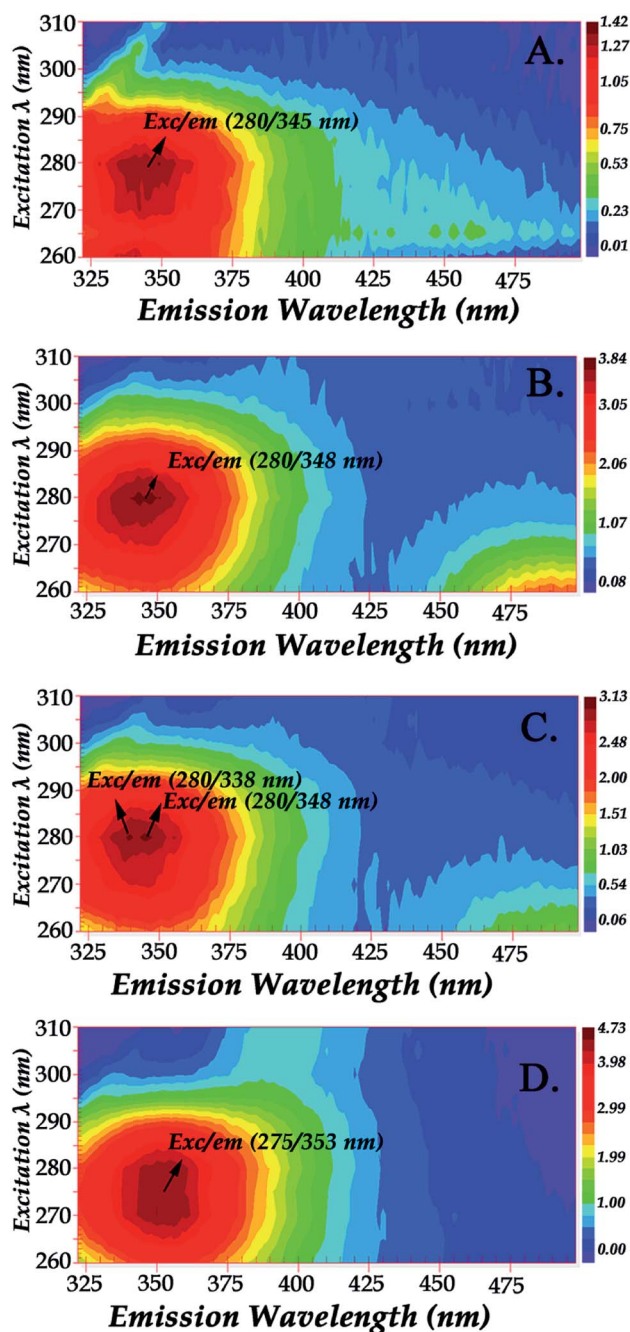 A.
Excitation λ (nm)
310
300
290
280
270
260
Exc/em (280/345 nm)
1.42
1.27
1.05
0.75
0.53
0.23
0.01
325 350 375 400 425 450 475
Emission Wavelength (nm)
B.
Excitation λ (nm)
310
300
290
280
270
260
Exc/em (280/348 nm)
3.84
3.45
2.86
2.06
1.07
0.08
325 350 375 400 425 450 475
Emission Wavelength (nm)
C.
Excitation λ (nm)
310
300
290
280
270
260
Exc/em (280/338 nm)
Exc/em (280/348 nm)
3.13
2.48
2.00
1.51
1.03
0.54
0.06
325 350 375 400 425 450 475
Emission Wavelength (nm)
D.
Excitation λ (nm)
310
300
290
280
270
260
Exc/em (275/353 nm)
4.73
3.98
2.99
1.99
1.00
0.00
325 350 375 400 425 450 475
Emission Wavelength (nm)